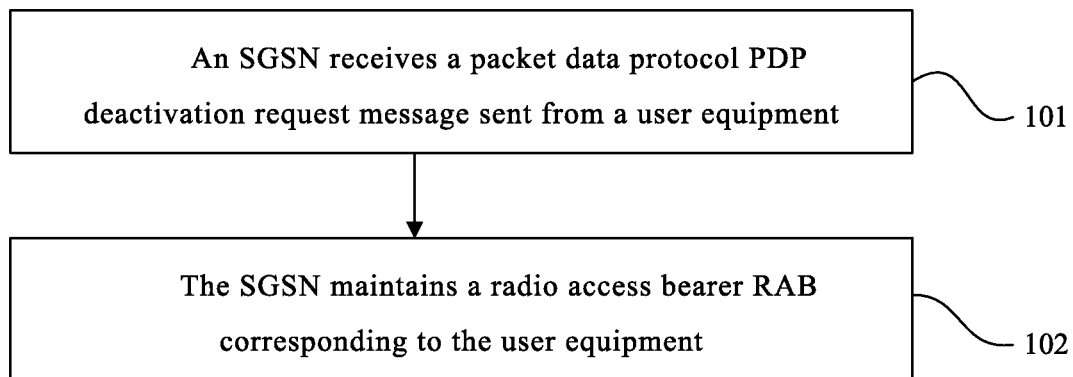 An SGSN receives a packet data protocol PDP
deactivation request message sent from a user equipment
101
The SGSN maintains a radio access bearer RAB
corresponding to the user equipment
102